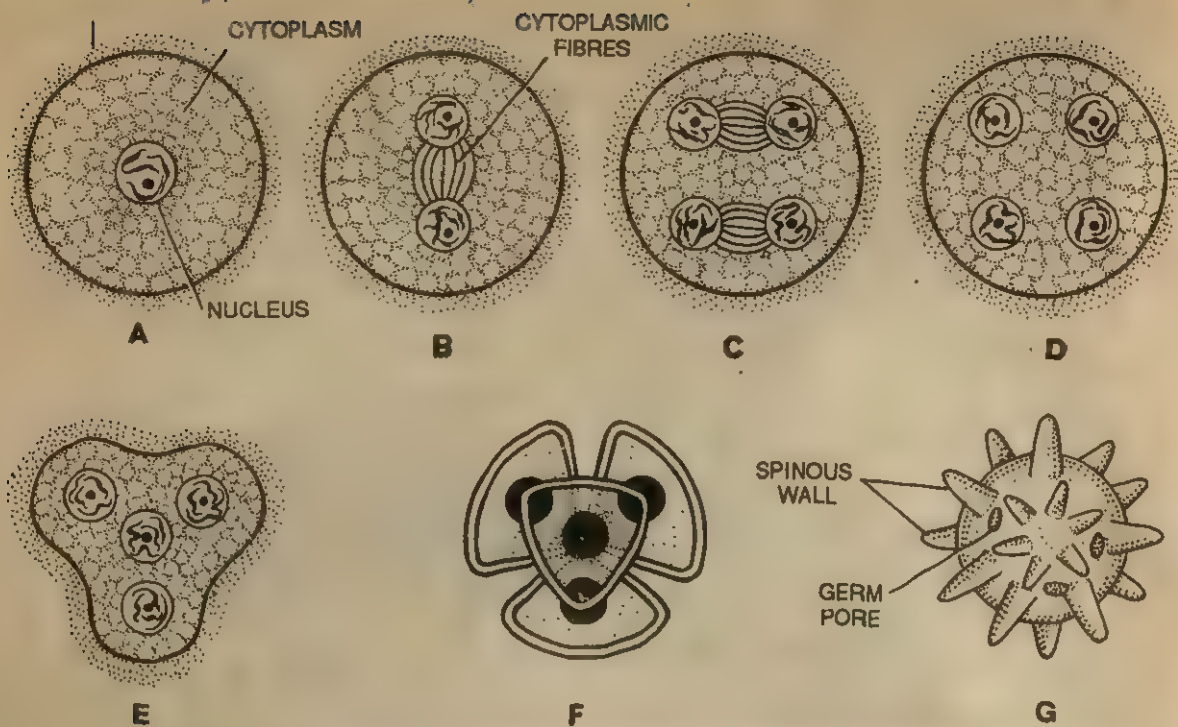 CYTOPLASM
CYTOPLASMIC
FIBRES
NUCLEUS
A
B
C
D
SPINOUS
WALL
GERM
PORE
E
F
G